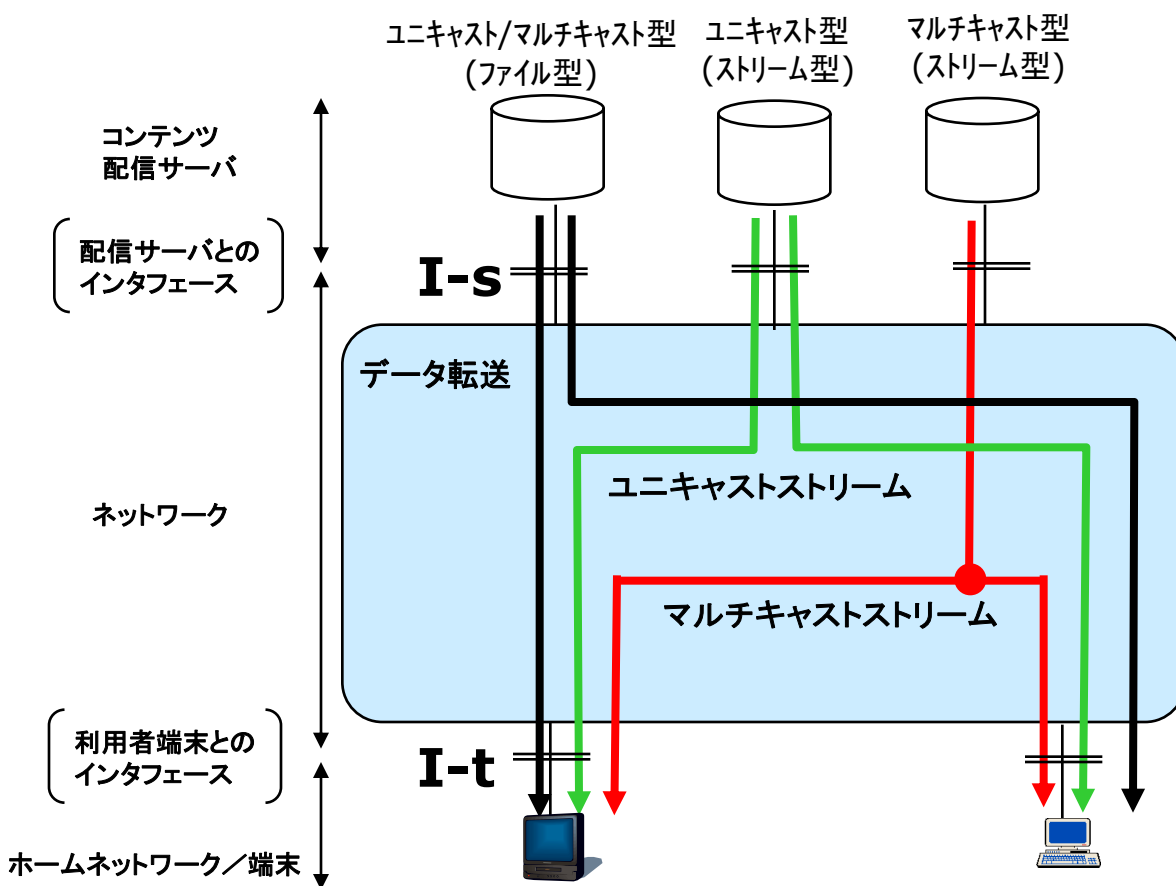 ユニキャスト/マルチキャスト型
(ファイル型)
ユニキャスト型
(ストリーム型)
マルチキャスト型
(ストリーム型)
コンテンツ
配信サーバ
配信サーバとの
インタフェース
I-s
データ転送
ユニキャストストリーム
ネットワーク
マルチキャストストリーム
利用者端末との
インタフェース
I-t
ホームネットワーク／端末